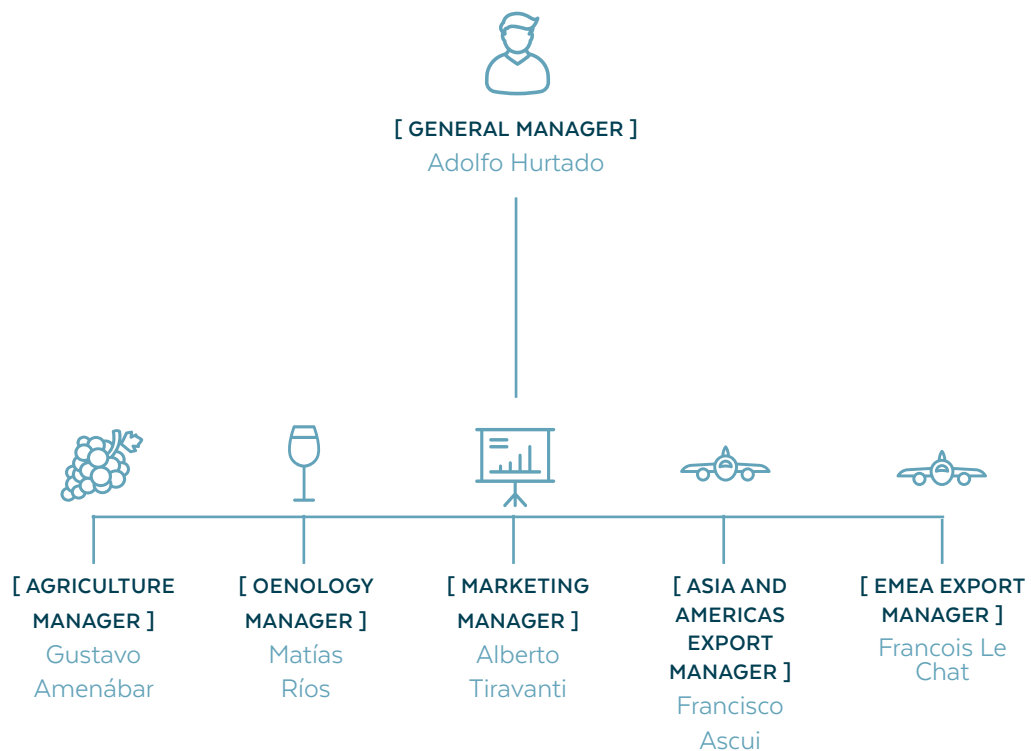 [ GENERAL MANAGER ]
Adolfo Hurtado
[ AGRICULTURE
MANAGER ]
Gustavo
Amenábar
[ OENOLOGY
MANAGER ]
Matías
Ríos
[ MARKETING
MANAGER ]
Alberto
Tiravanti
[ ASIA AND
AMERICAS
EXPORT
MANAGER ]
Francisco
Ascui
[ EMEA EXPORT
MANAGER ]
Francois Le
Chat